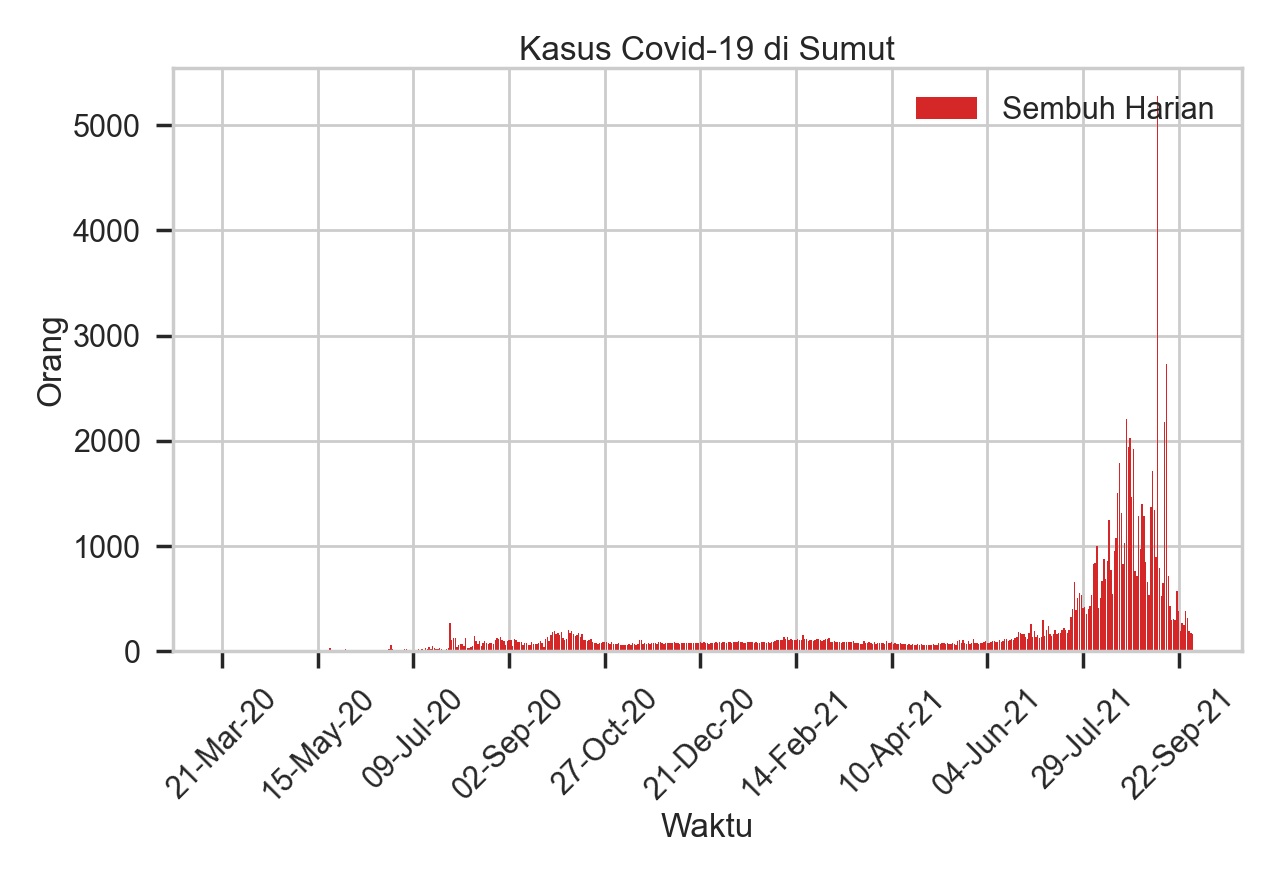 Kasus Covid-19 di Sumut
Sembuh Harian
Orang
5000
4000
3000
2000
1000
0
21-Mar-20
15-May-20
09-Jul-20
02-Sep-20
27-Oct-20
21-Dec-20
14-Feb-21
10-Apr-21
04-Jun-21
29-Jul-21
22-Sep-21
Waktu